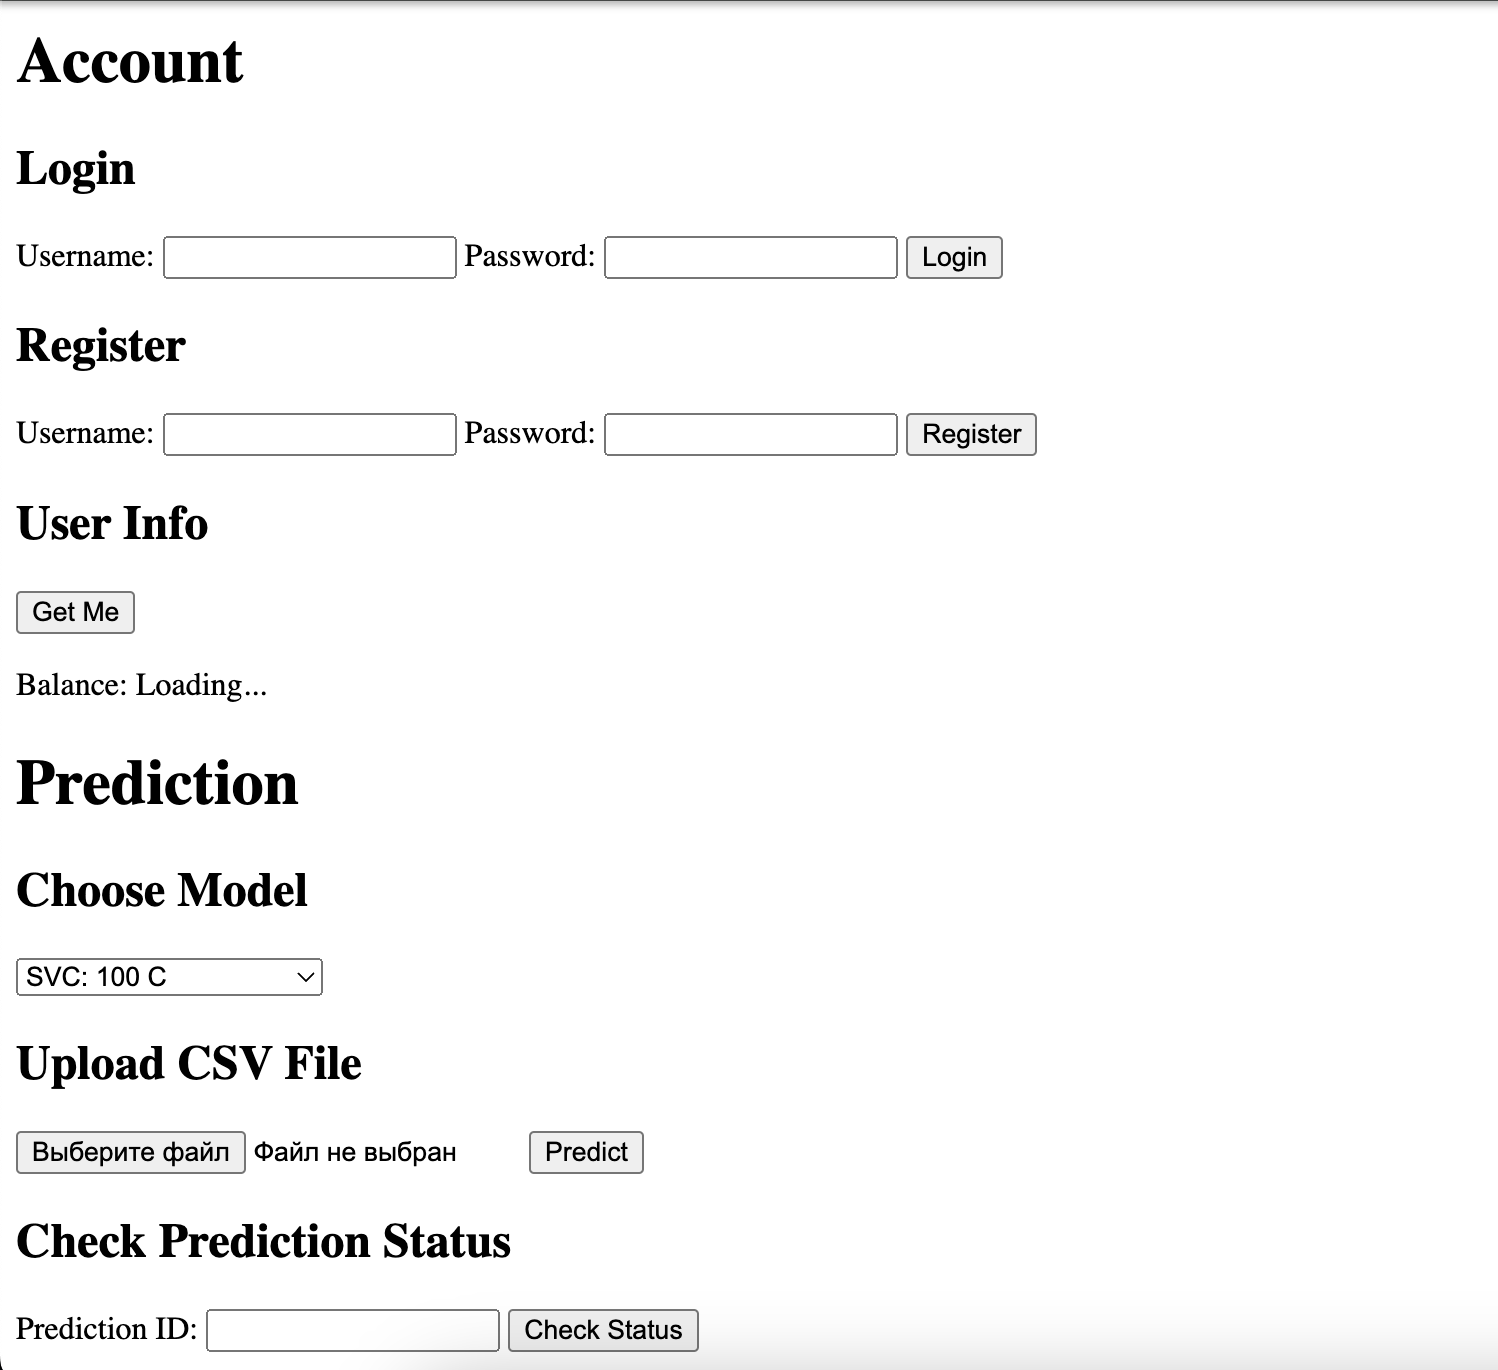 Account
Login
Username: Password: Login
Register
Username: Password: Register
User Info
Get Me
Balance: Loading...
Prediction
Choose Model
SVC: 100 C
Upload CSV File
Выберите файл Файл не выбран Predict
Check Prediction Status
Prediction ID: Check Status